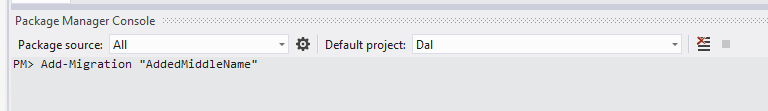 Package Manager Console
Package source: All Default project: Dal
PM> Add-Migration "AddedMiddleName"